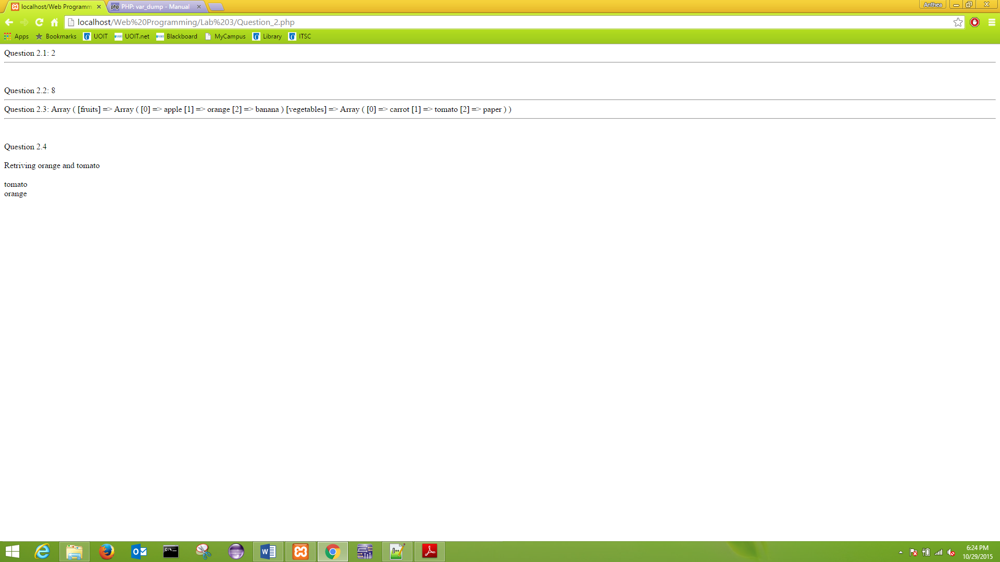 localhost/Web Programm
PHP: var_dump - Manual
Anthea
localhost/Web%20Programming/Lab%203/Question_2.php
Apps Bookmarks UOIT UOIT.net Blackboard MyCampus Library ITSC
Question 2.1: 2
Question 2.2: 8
Question 2.3: Array ( [fruits] => Array ( [0] => apple [1] => orange [2] => banana ) [vegetables] => Array ( [0] => carrot [1] => tomato [2] => paper ) )
Question 2.4
Retriving orange and tomato
tomato
orange
6:24 PM
10/29/2015